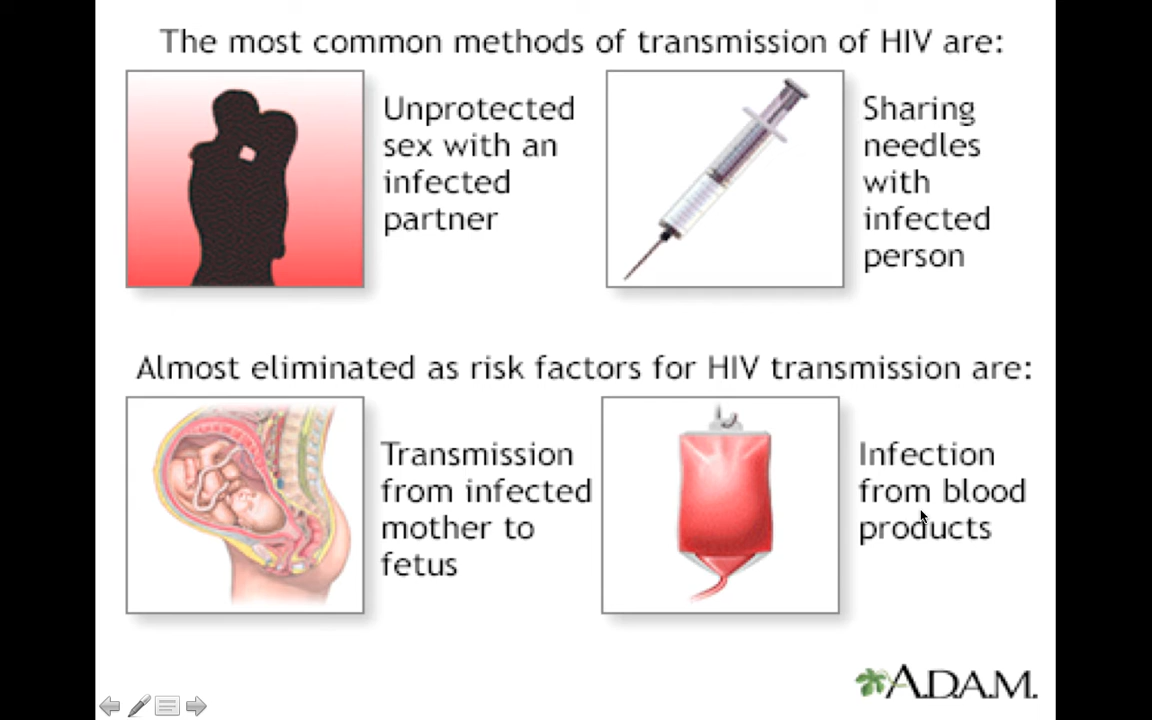 The most common methods of transmission of HIV are:
Unprotected
sex with an
infected
partner
Sharing
needles
with
infected
person
Almost eliminated as risk factors for HIV transmission are:
Transmission
from infected
mother to
fetus
Infection
from blood
products
A.D.A.M.